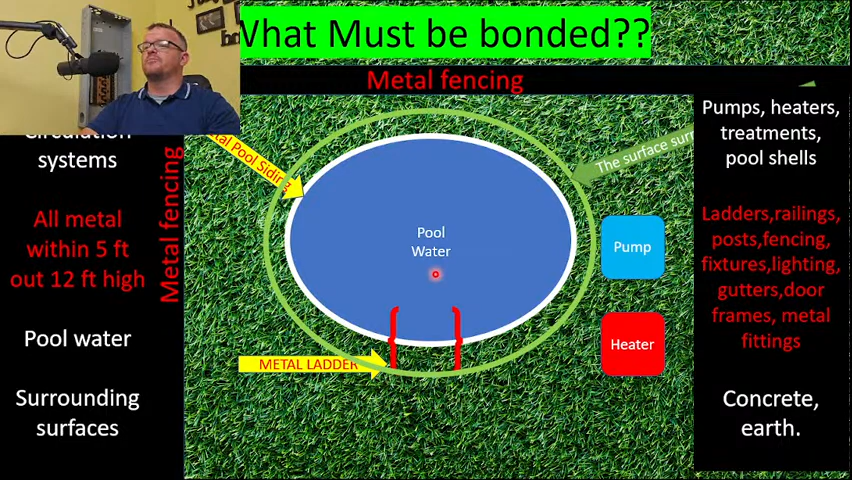 What Must be bonded??
Metal fencing
Circulation
systems
All metal
within 5 ft
out 12 ft high
Pool water
Surrounding
surfaces
Metal fencing
Pool Siding
The surface
Pool
Water
METAL LADDER
Pump
Heater
Pumps, heaters,
treatments,
pool shells
Ladders,railings,
posts,fencing,
fixtures,lighting,
gutters,door
frames, metal
fittings
Concrete,
earth.